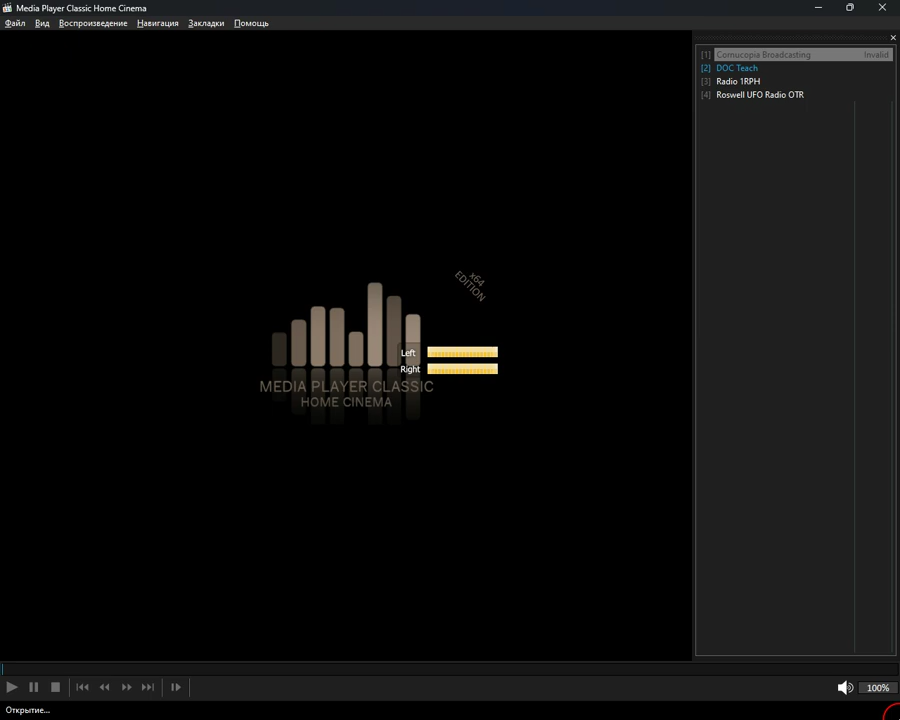 Media Player Classic Home Cinema
Файл Вид Воспроизведение Навигация Закладки Помощь
[1] Cornucopia Broadcasting Invalid
[2] DOC Teach
[3] Radio 1RPH
[4] Roswell UFO Radio OTR
x64
EDITION
Left
Right
MEDIA PLAYER CLASSIC
HOME CINEMA
100%
Открытие...